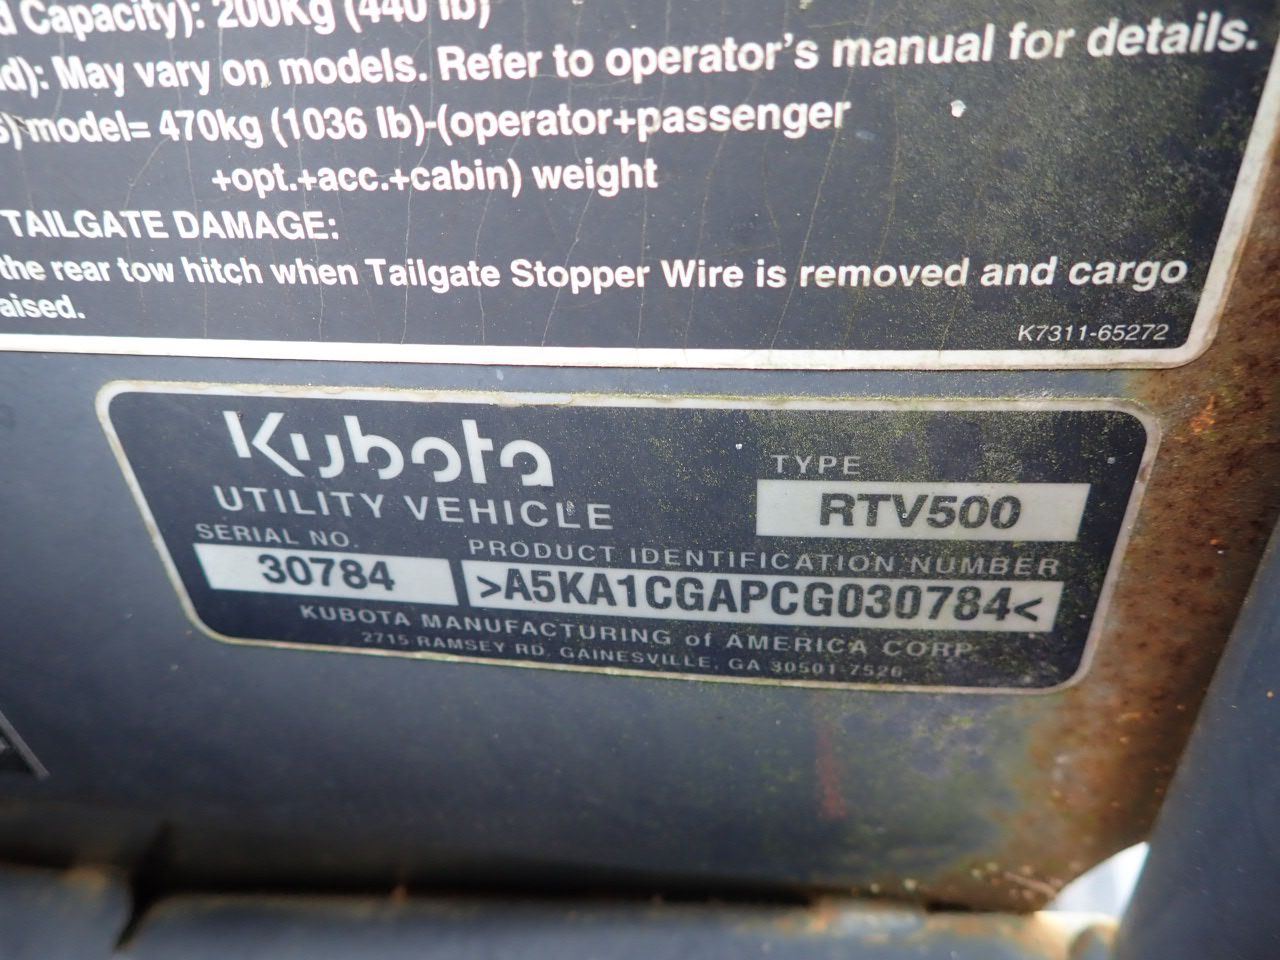 d Capacity): 200Kg (440 lb)
d): May vary on models. Refer to operator's manual for details.
s) model= 470kg (1036 lb)-(operator+passenger
+opt.+acc.+cabin) weight
TAILGATE DAMAGE:
the rear tow hitch when Tailgate Stopper Wire is removed and cargo
aised.
K7311-65272
Kubota
UTILITY VEHICLE
TYPE
RTV500
SERIAL NO.
30784
PRODUCT IDENTIFICATION NUMBER
>A5KA1CGAPCG030784<
KUBOTA MANUFACTURING of AMERICA CORP
2715 RAMSEY RD, GAINESVILLE, GA 30501-7526